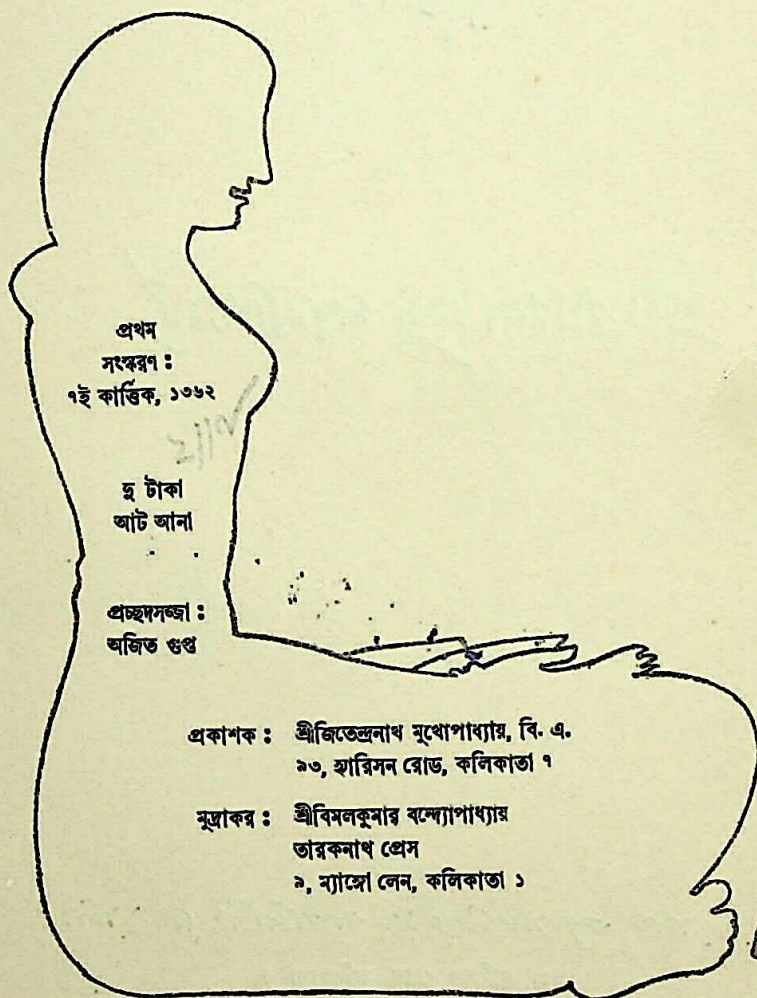 প্রথম
সংস্করণ :
৭ই কার্ত্তিক, ১৩৬২
দু টাকা
আট আনা
প্রচ্ছদসজ্জা :
অজিত গুপ্ত
প্রকাশক : শ্রীজিতেন্দ্রনাথ মুখোপাধ্যায়, বি. এ.
৯৩, হ্যারিসন রোড, কলিকাতা ৭
মুদ্রাকর : শ্রীবিমলকুমার বন্দ্যোপাধ্যায়
তারকনাথ প্রেস
৯, ম্যাঙ্গো লেন, কলিকাতা ১